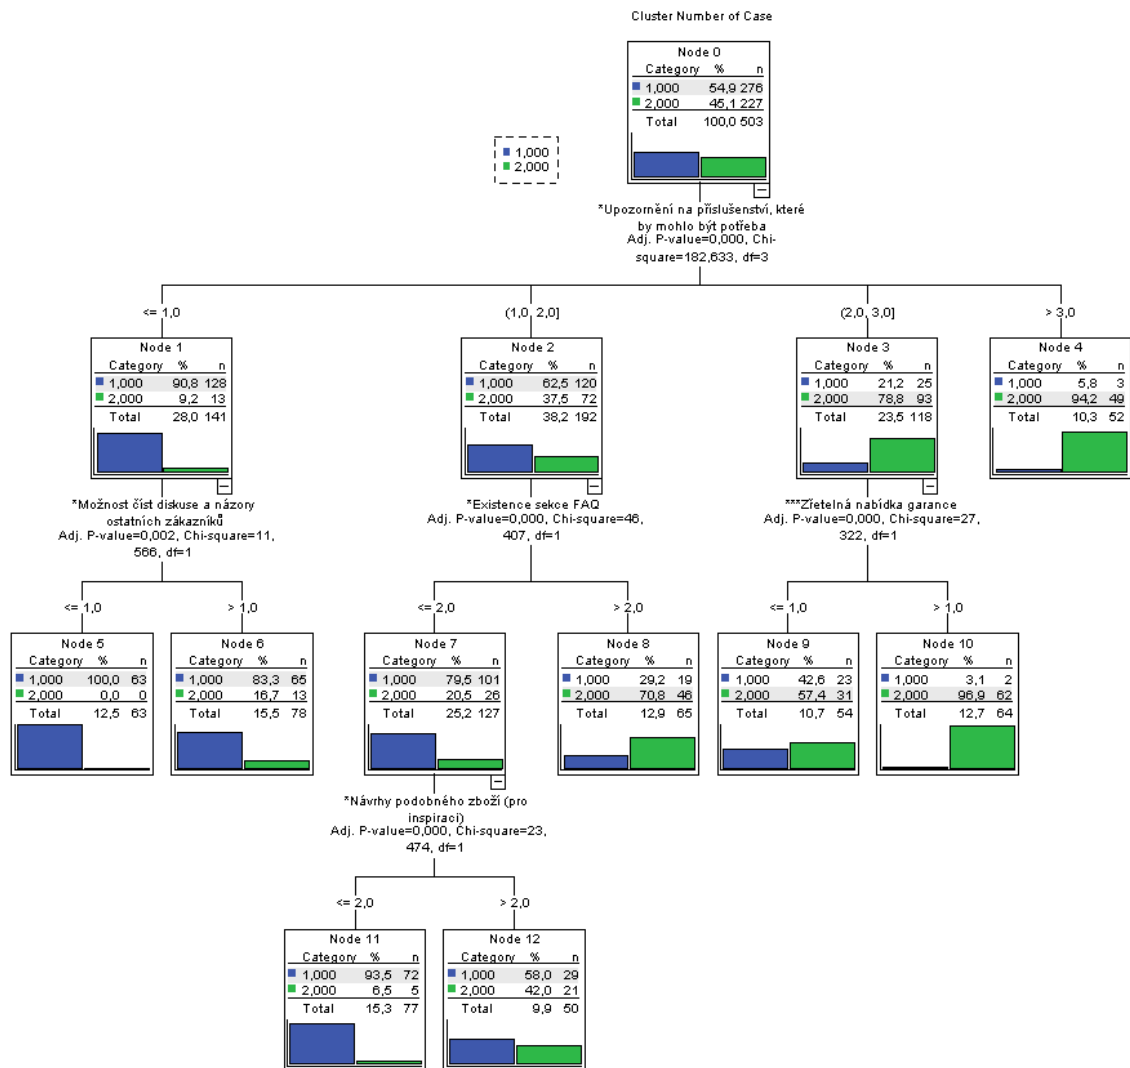 Cluster Number of Case
Node 0
Category % n
1,000 54,9 276
2,000 45,1 227
Total 100,0 503
1,000
2,000
*Upozornění na příslušenství, které
by mohlo být potřeba
Adj. P-value=0,000, Chi-
square=182,633, df=3
<= 1,0
(1,0, 2,0]
(2,0, 3,0]
> 3,0
Node 1
Category % n
1,000 90,8 128
2,000 9,2 13
Total 28,0 141
Node 2
Category % n
1,000 62,5 120
2,000 37,5 72
Total 38,2 192
Node 3
Category % n
1,000 21,2 25
2,000 78,8 93
Total 23,5 118
Node 4
Category % n
1,000 5,8 3
2,000 94,2 49
Total 10,3 52
*Možnost číst diskuse a názory
ostatních zákazníků
Adj. P-value=0,002, Chi-square=11,
566, df=1
*Existence sekce FAQ
Adj. P-value=0,000, Chi-square=46,
407, df=1
***Zřetelná nabídka garance
Adj. P-value=0,000, Chi-square=27,
322, df=1
<= 1,0
> 1,0
<= 2,0
> 2,0
<= 1,0
> 1,0
Node 5
Category % n
1,000 100,0 63
2,000 0,0 0
Total 12,5 63
Node 6
Category % n
1,000 83,3 65
2,000 16,7 13
Total 15,5 78
Node 7
Category % n
1,000 79,5 101
2,000 20,5 26
Total 25,2 127
Node 8
Category % n
1,000 29,2 19
2,000 70,8 46
Total 12,9 65
Node 9
Category % n
1,000 42,6 23
2,000 57,4 31
Total 10,7 54
Node 10
Category % n
1,000 3,1 2
2,000 96,9 62
Total 12,7 64
*Návrhy podobného zboží (pro
inspiraci)
Adj. P-value=0,000, Chi-square=23,
474, df=1
<= 2,0
> 2,0
Node 11
Category % n
1,000 93,5 72
2,000 6,5 5
Total 15,3 77
Node 12
Category % n
1,000 58,0 29
2,000 42,0 21
Total 9,9 50